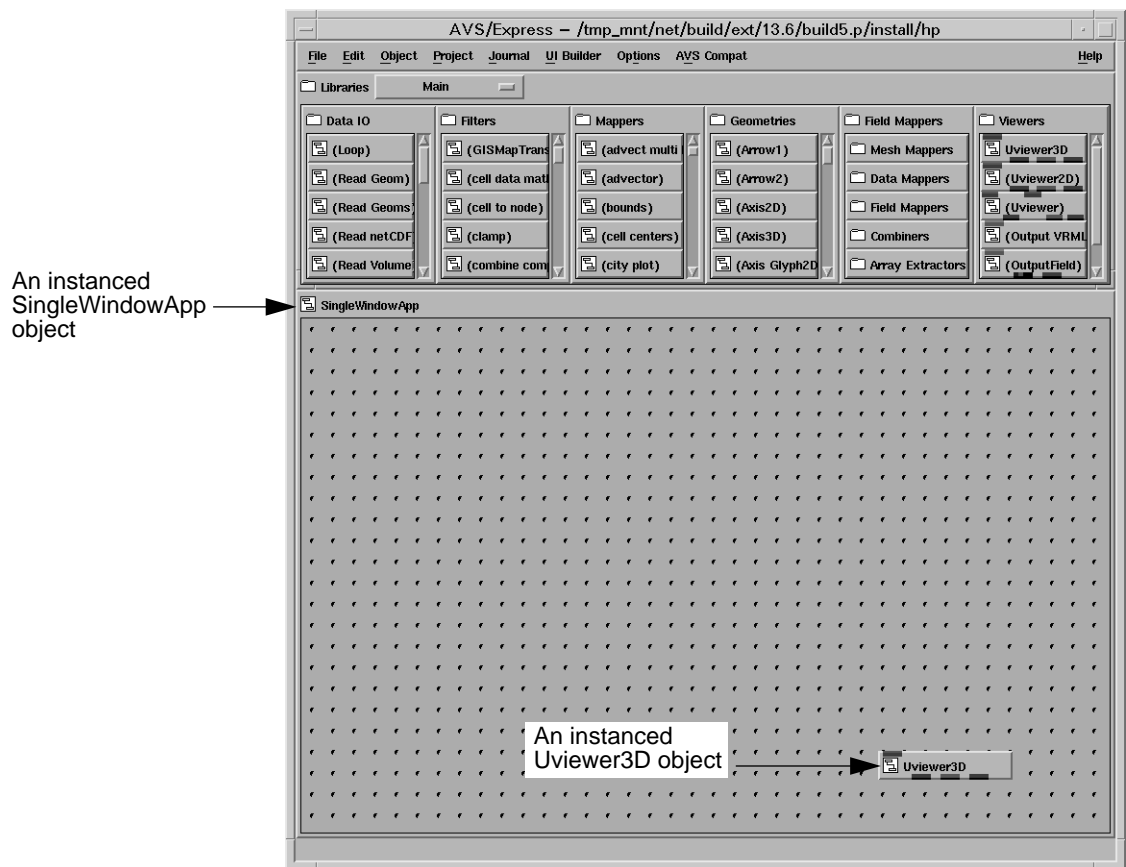 AVS/Express – /tmp_mnt/net/build/ext/13.6/build5.p/install/hp
File Edit Object Project Journal UI Builder Options AVS Compat Help
Libraries Main
Data IO Filters Mappers Geometries Field Mappers Viewers
(Loop) (GISMapTrans (advect multi (Arrow1) Mesh Mappers Uviewer3D
(Read Geom) (cell data mat (advector) (Arrow2) Data Mappers (Uviewer2D)
(Read Geoms) (cell to node) (bounds) (Axis2D) Field Mappers (Uviewer)
(Read netCDF (clamp) (cell centers) (Axis3D) Combiners (Output VRML
(Read Volume (combine com (city plot) (Axis Glyph2D Array Extractors (OutputField)
An instanced
SingleWindowApp
object
SingleWindowApp
An instanced
Uviewer3D object
Uviewer3D